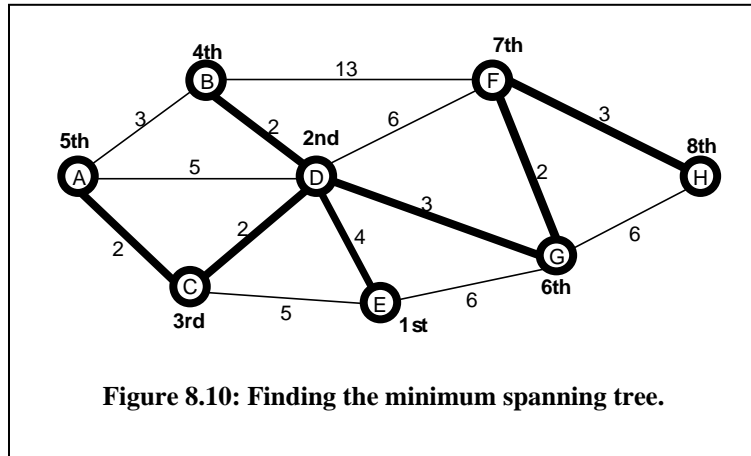 7th
4th
13
B
F
3
6
3
5th
2
2nd
8th
5
A
D
2
H
3
2
2
4
6
C
G
E
6
6th
5
3rd
1st
Figure 8.10: Finding the minimum spanning tree.